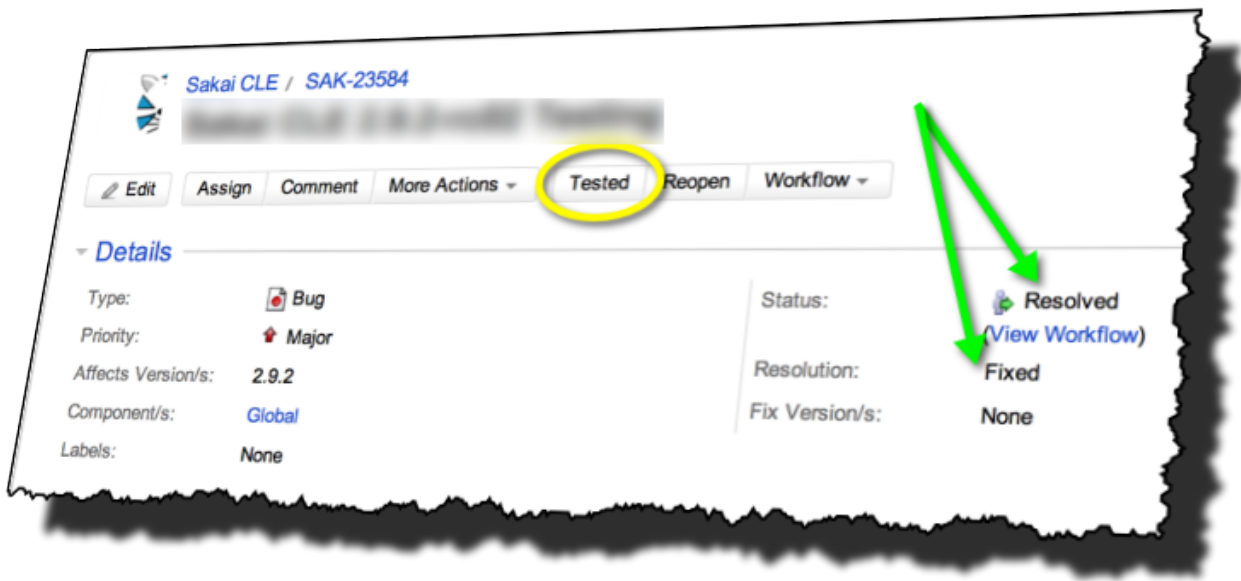 Sakai CLE / SAK-23584
Edit Assign Comment More Actions Tested Reopen Workflow
Details
Type: Bug Status: Resolved
(View Workflow)
Priority: Major
Affects Version/s: 2.9.2 Resolution: Fixed
Component/s: Global Fix Version/s: None
Labels: None